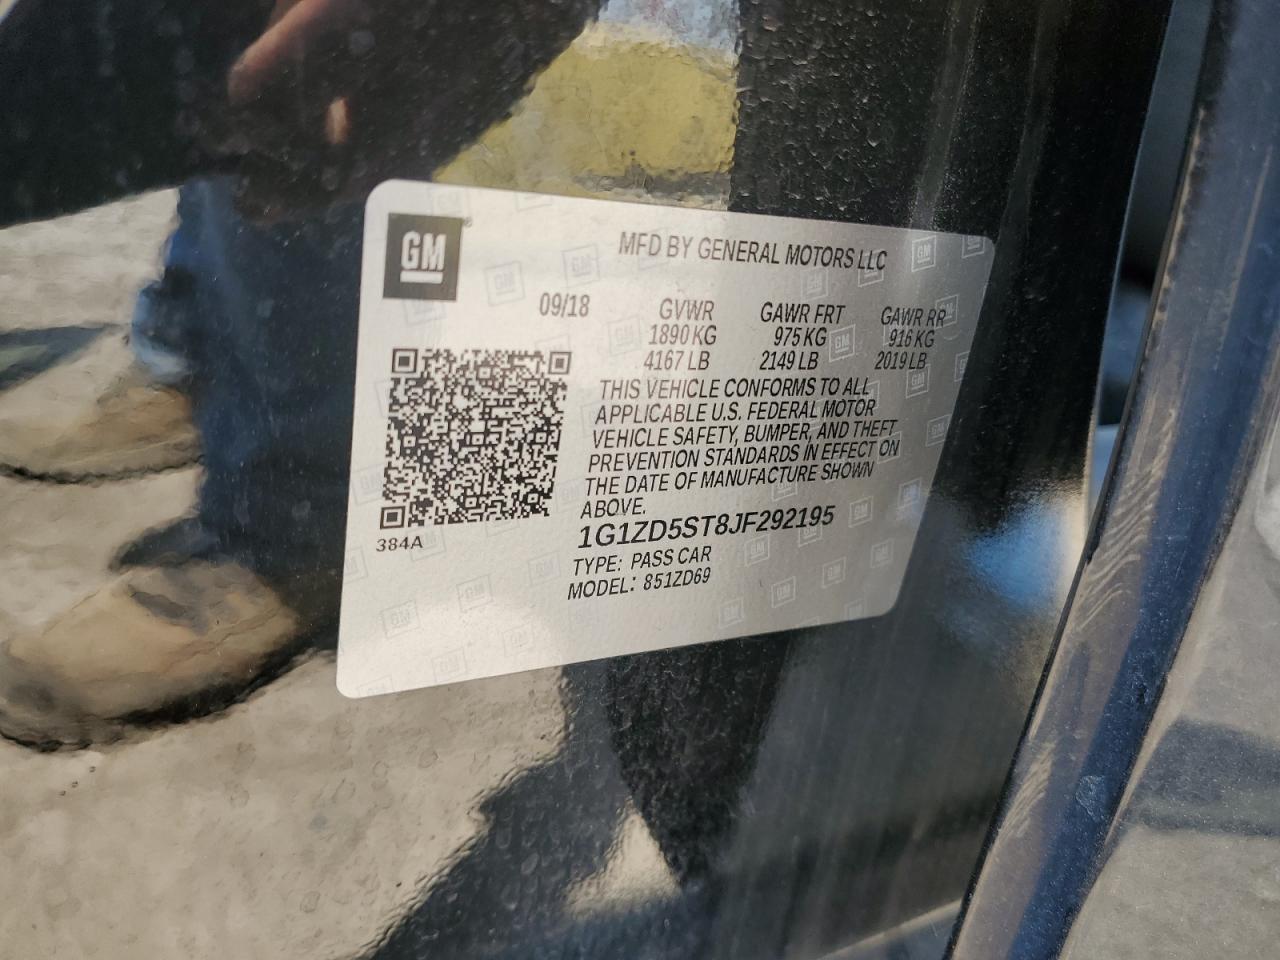 GM
MFD BY GENERAL MOTORS LLC
09/18 GVWR GAWR FRT GAWR RR
1890 KG 975 KG 916 KG
4167 LB 2149 LB 2019 LB
THIS VEHICLE CONFORMS TO ALL
APPLICABLE U.S. FEDERAL MOTOR
VEHICLE SAFETY, BUMPER, AND THEFT
PREVENTION STANDARDS IN EFFECT ON
THE DATE OF MANUFACTURE SHOWN
ABOVE.
384A
1G1ZD5ST8JF292195
TYPE: PASS CAR
MODEL: 851ZD69